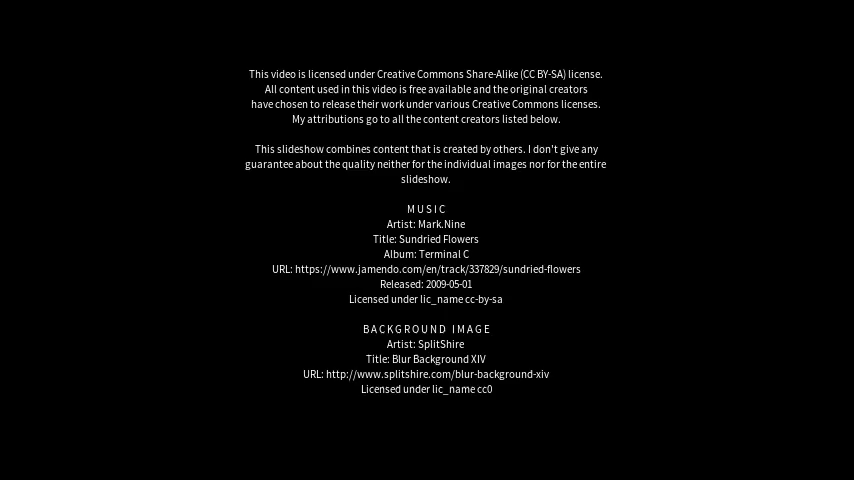 This video is licensed under Creative Commons Share-Alike (CC BY-SA) license.
All content used in this video is free available and the original creators
have chosen to release their work under various Creative Commons licenses.
My attributions go to all the content creators listed below.
This slideshow combines content that is created by others. I don't give any
guarantee about the quality neither for the individual images nor for the entire
slideshow.
MUSIC
Artist: Mark.Nine
Title: Sundried Flowers
Album: Terminal C
URL: https://www.jamendo.com/en/track/337829/sundried-flowers
Released: 2009-05-01
Licensed under lic_name cc-by-sa
BACKGROUND IMAGE
Artist: SplitShire
Title: Blur Background XIV
URL: http://www.splitshire.com/blur-background-xiv
Licensed under lic_name cc0